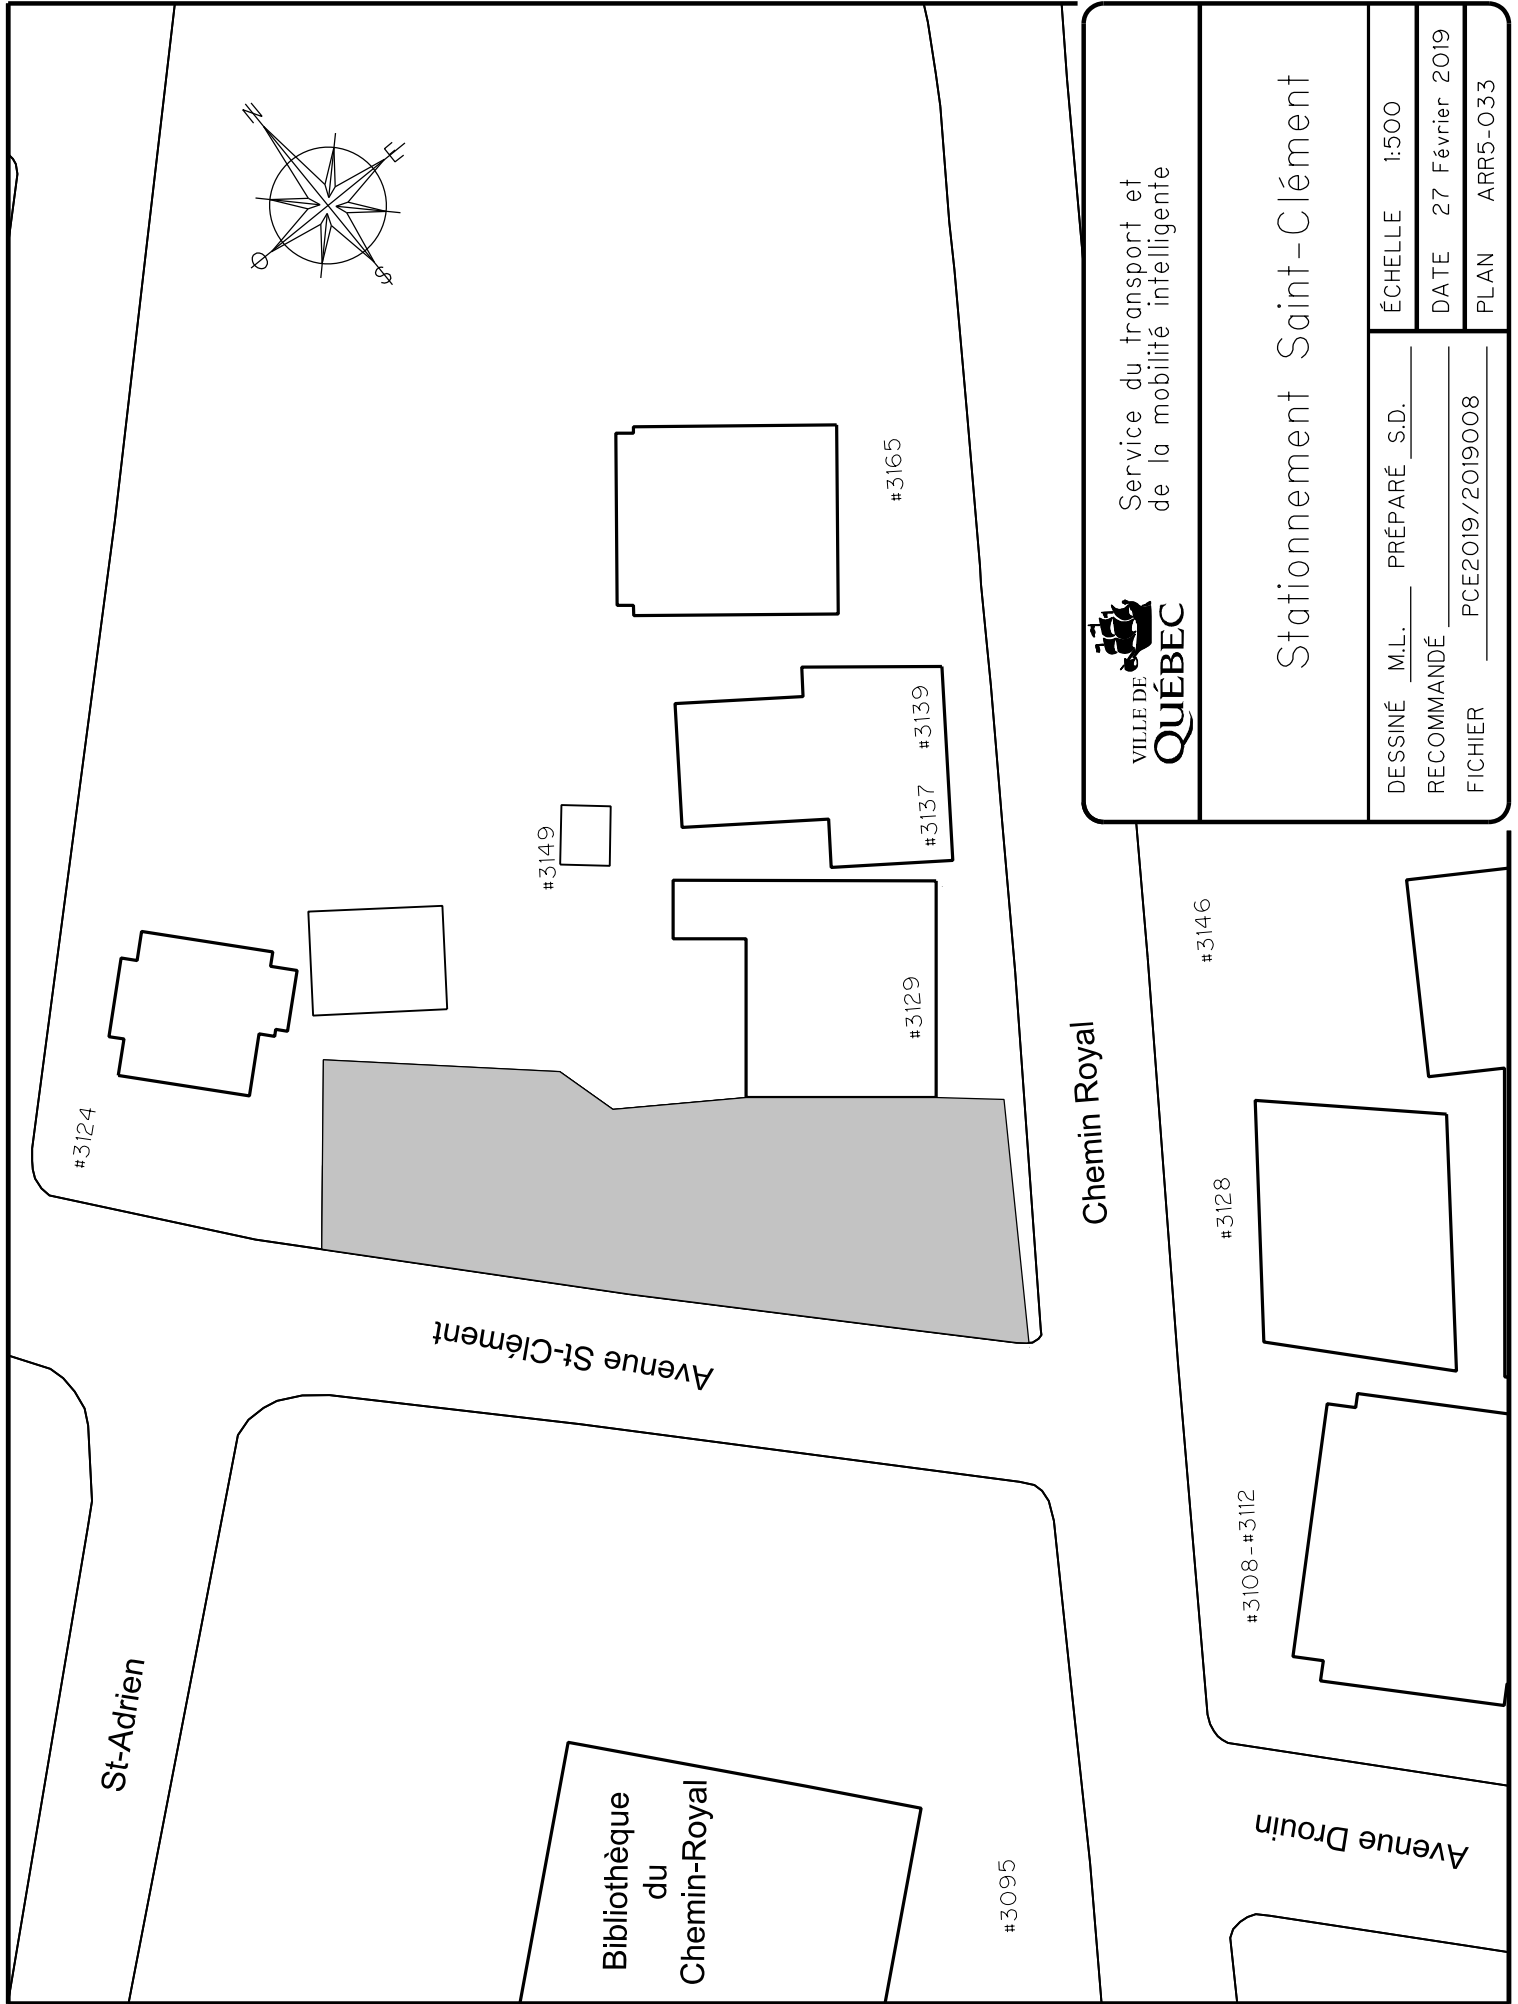 N
E
S
O
#3165
#3139
#3137
#3149
#3129
#3124
#3146
#3128
#3108-#3112
#3095
Chemin Royal
Avenue St-Clément
St-Adrien
Avenue Drouin
Bibliothèque
du
Chemin-Royal
VILLE DE
QUÉBEC
Service du transport et
de la mobilité intelligente
Stationnement Saint-Clément
DESSINÉ M.L. PRÉPARÉ S.D.
RECOMMANDÉ
FICHIER PCE2019/2019008
ÉCHELLE 1:500
DATE 27 Février 2019
PLAN ARR5-033